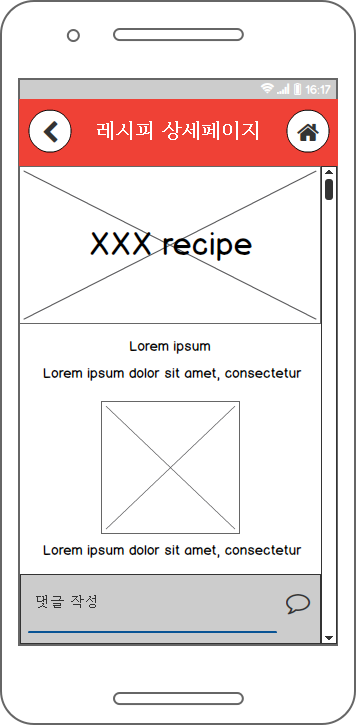 16:17
레시피 상세페이지
XXX recipe
Lorem ipsum
Lorem ipsum dolor sit amet, consectetur
Lorem ipsum dolor sit amet, consectetur
댓글 작성